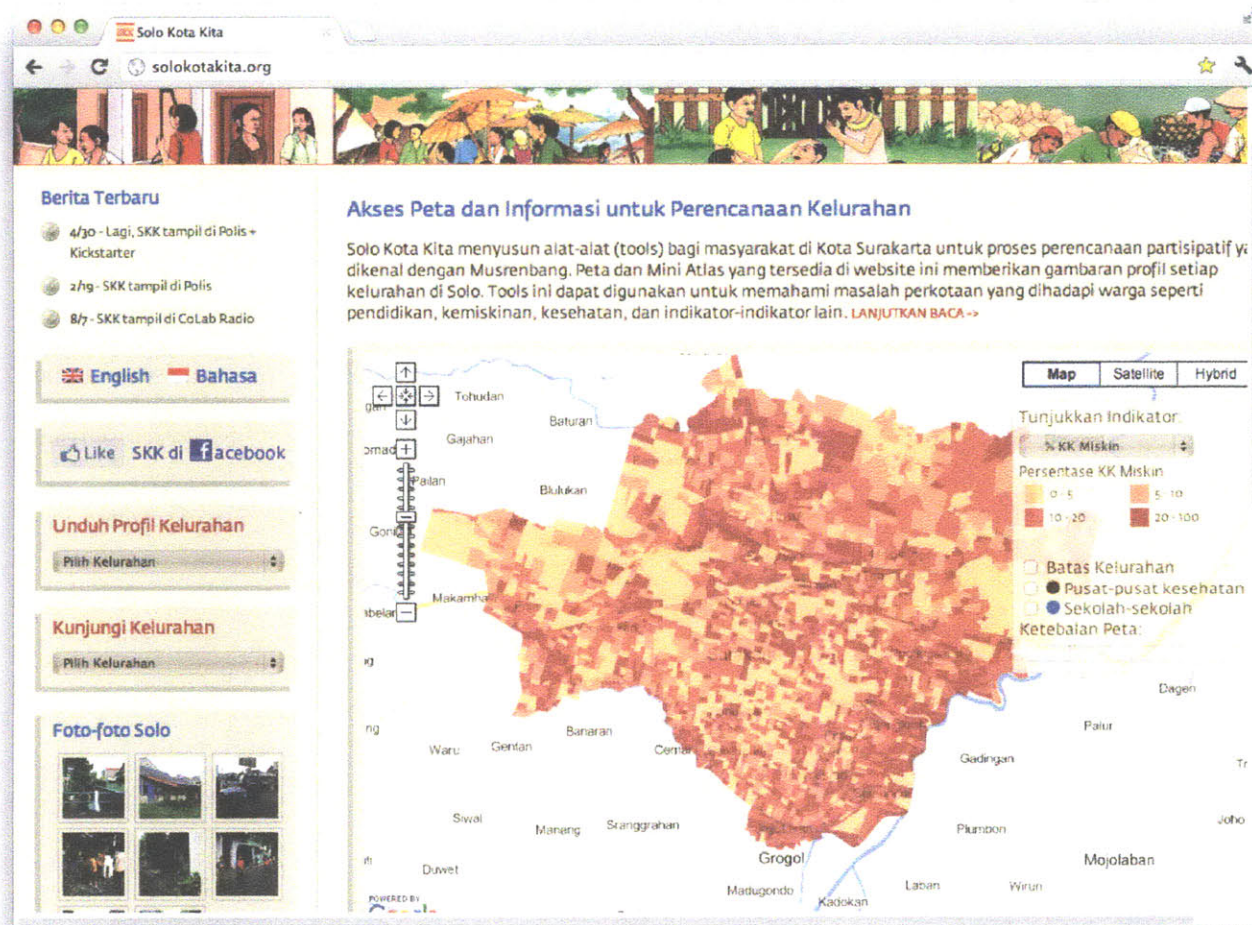 Solo Kota Kita
solokotakita.org
Berita Terbaru
4/30 - Lagi, SKK tampil di Polis +
Kickstarter
2/19 - SKK tampil di Polis
8/7 - SKK tampil di CoLab Radio
English Bahasa
Like SKK di facebook
Unduh Profil Kelurahan
Pilih Kelurahan
Kunjungi Kelurahan
Pilih Kelurahan
Foto-foto Solo
Akses Peta dan Informasi untuk Perencanaan Kelurahan
Solo Kota Kita menyusun alat-alat (tools) bagi masyarakat di Kota Surakarta untuk proses perencanaan partisipatif
dikenal dengan Musrenbang. Peta dan Mini Atlas yang tersedia di website ini memberikan gambaran profil setiap
kelurahan di Solo. Tools ini dapat digunakan untuk memahami masalah perkotaan yang dihadapi warga seperti
pendidikan, kemiskinan, kesehatan, dan indikator-indikator lain. LANJUTKAN BACA ->
Map Satellite Hybrid
Tunjukkan Indikator:
% KK Miskin
Persentase KK Miskin
0 - 5 5 - 10
10 - 20 20 - 100
Batas Kelurahan
Pusat-pusat kesehatan
Sekolah-sekolah
Ketebalan Peta:
Tohudan
Baturan
Gajahan
Blulukan
Dagen
Palur
Banaran
Waru
Gentan
Gadingan
Siwal
Manang
Sranggrahan
Plumbon
Joho
Grogol
Mojolaban
Duwet
Madugondo
Laban
Wirun
Kadokan
POWERED BY